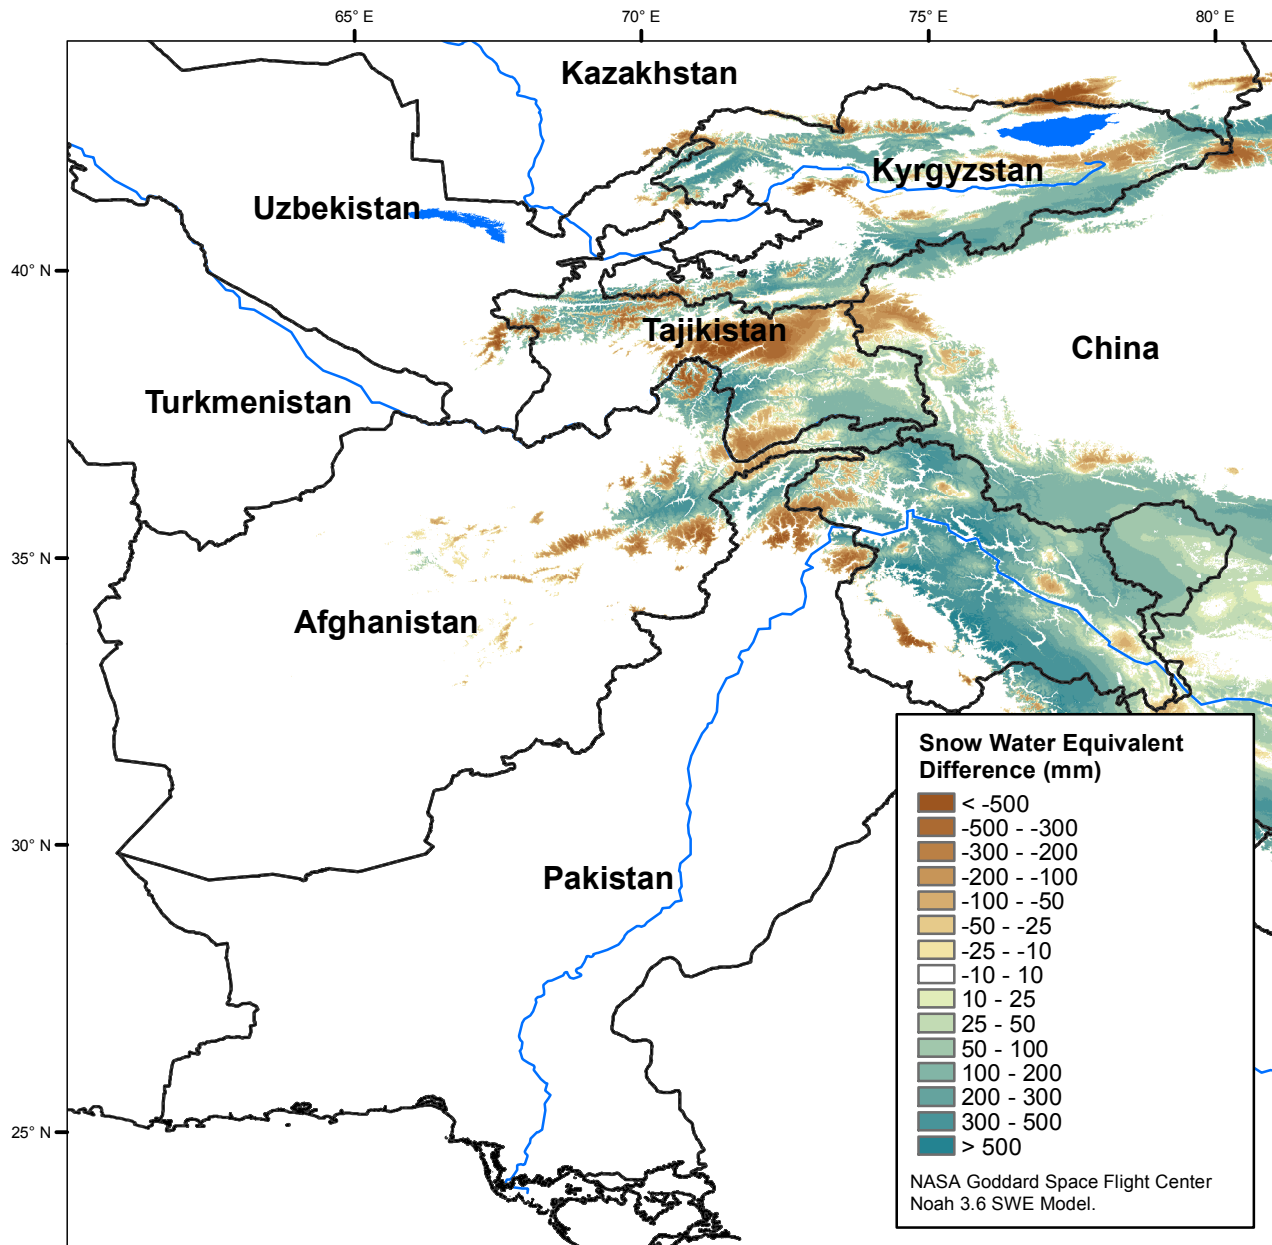 65° E
70° E
75° E
80° E
Kazakhstan
Kyrgyzstan
Uzbekistan
40° N
Tajikistan
China
Turkmenistan
35° N
Afghanistan
Snow Water Equivalent
Difference (mm)
< -500
-500 - -300
-300 - -200
-200 - -100
-100 - -50
-50 - -25
-25 - -10
-10 - 10
10 - 25
25 - 50
50 - 100
100 - 200
200 - 300
300 - 500
> 500
30° N
Pakistan
25° N
NASA Goddard Space Flight Center
Noah 3.6 SWE Model.